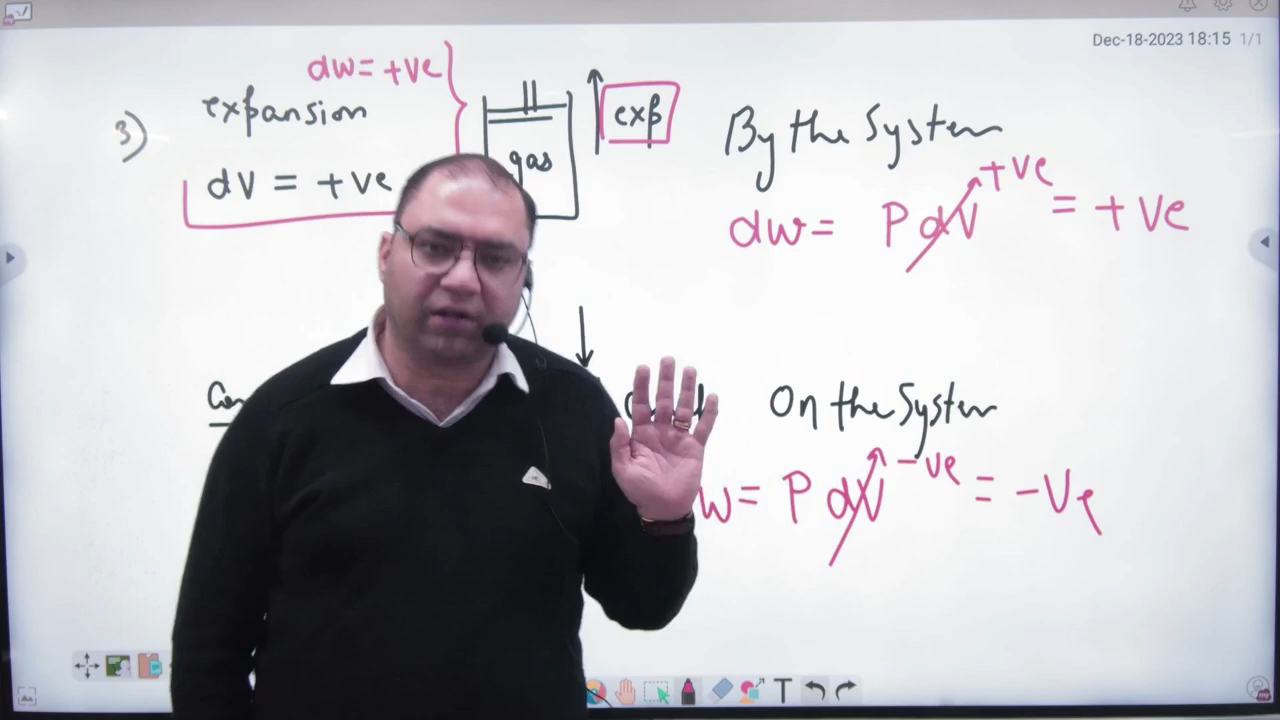 Dec-18-2023 18:15 1/1
dw = +ve
3) expansion
dV = +ve
gas
exp
By the System
dw = P dV +ve = +ve
On the System
w = P dV -ve = -ve
T